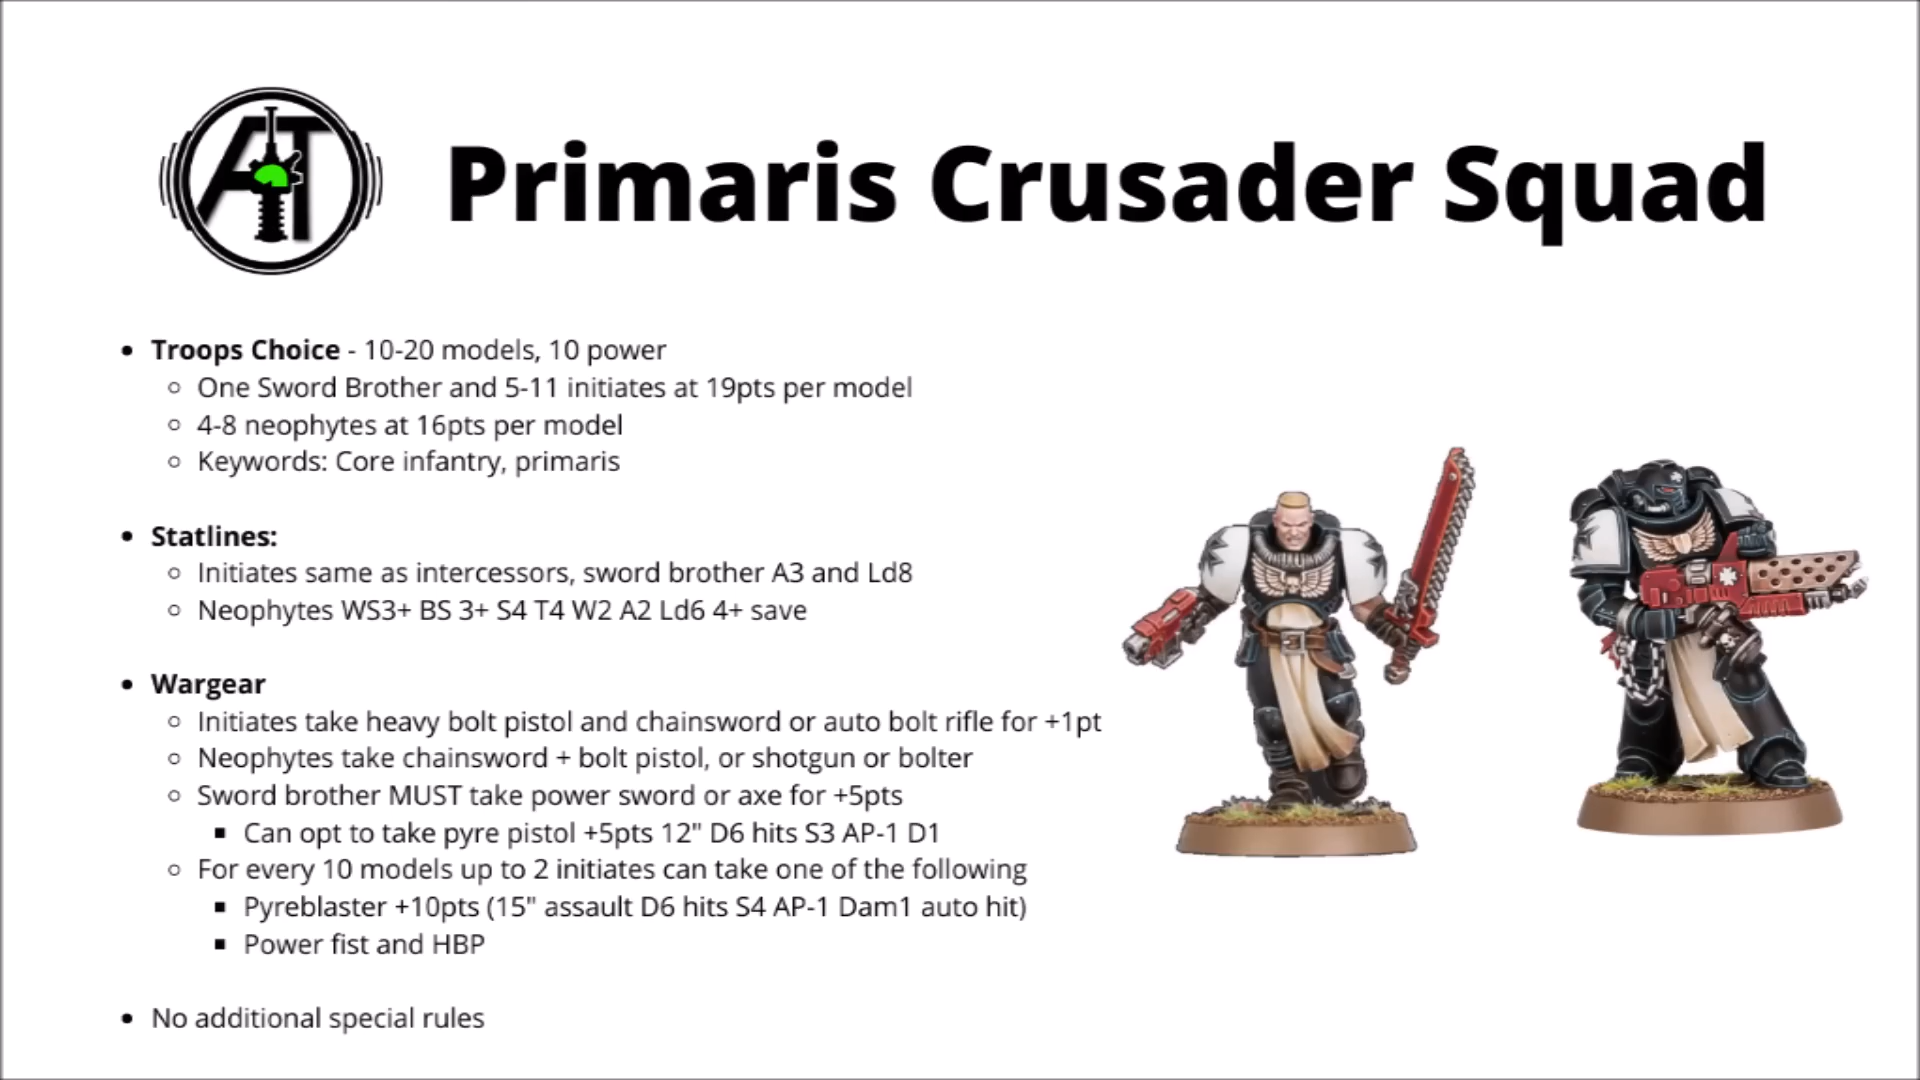 AT
Primaris Crusader Squad
• Troops Choice - 10-20 models, 10 power
○ One Sword Brother and 5-11 initiates at 19pts per model
○ 4-8 neophytes at 16pts per model
○ Keywords: Core infantry, primaris
• Statlines:
○ Initiates same as intercessors, sword brother A3 and Ld8
○ Neophytes WS3+ BS 3+ S4 T4 W2 A2 Ld6 4+ save
• Wargear
○ Initiates take heavy bolt pistol and chainsword or auto bolt rifle for +1pt
○ Neophytes take chainsword + bolt pistol, or shotgun or bolter
○ Sword brother MUST take power sword or axe for +5pts
▪ Can opt to take pyre pistol +5pts 12" D6 hits S3 AP-1 D1
○ For every 10 models up to 2 initiates can take one of the following
▪ Pyreblaster +10pts (15" assault D6 hits S4 AP-1 Dam1 auto hit)
▪ Power fist and HBP
• No additional special rules